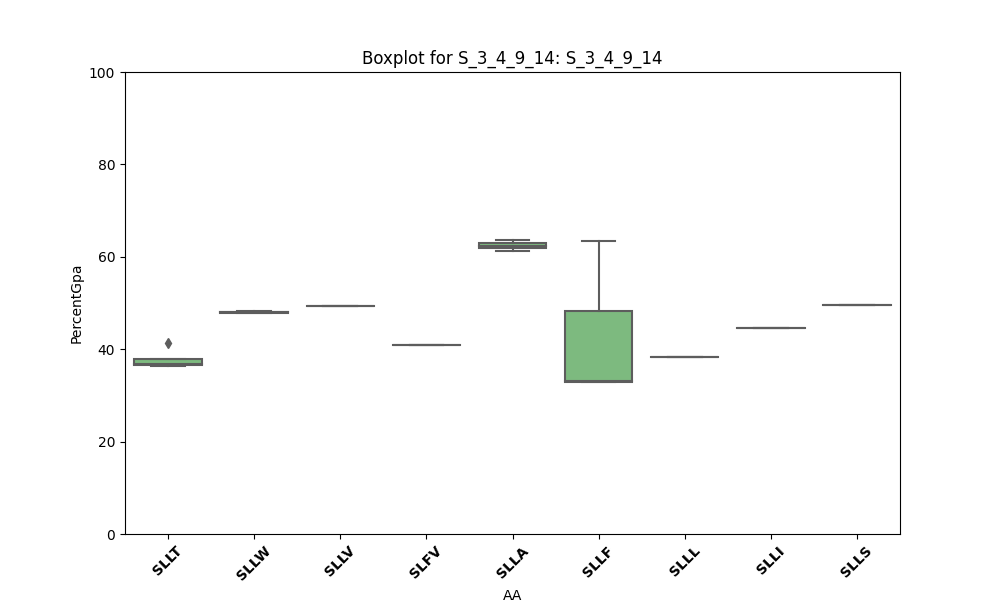 Boxplot for S_3_4_9_14: S_3_4_9_14
PercentGpa
100
80
60
40
20
0
SLLT
SLLW
SLLV
SLFV
SLLA
SLLF
SLLL
SLLI
SLLS
AA